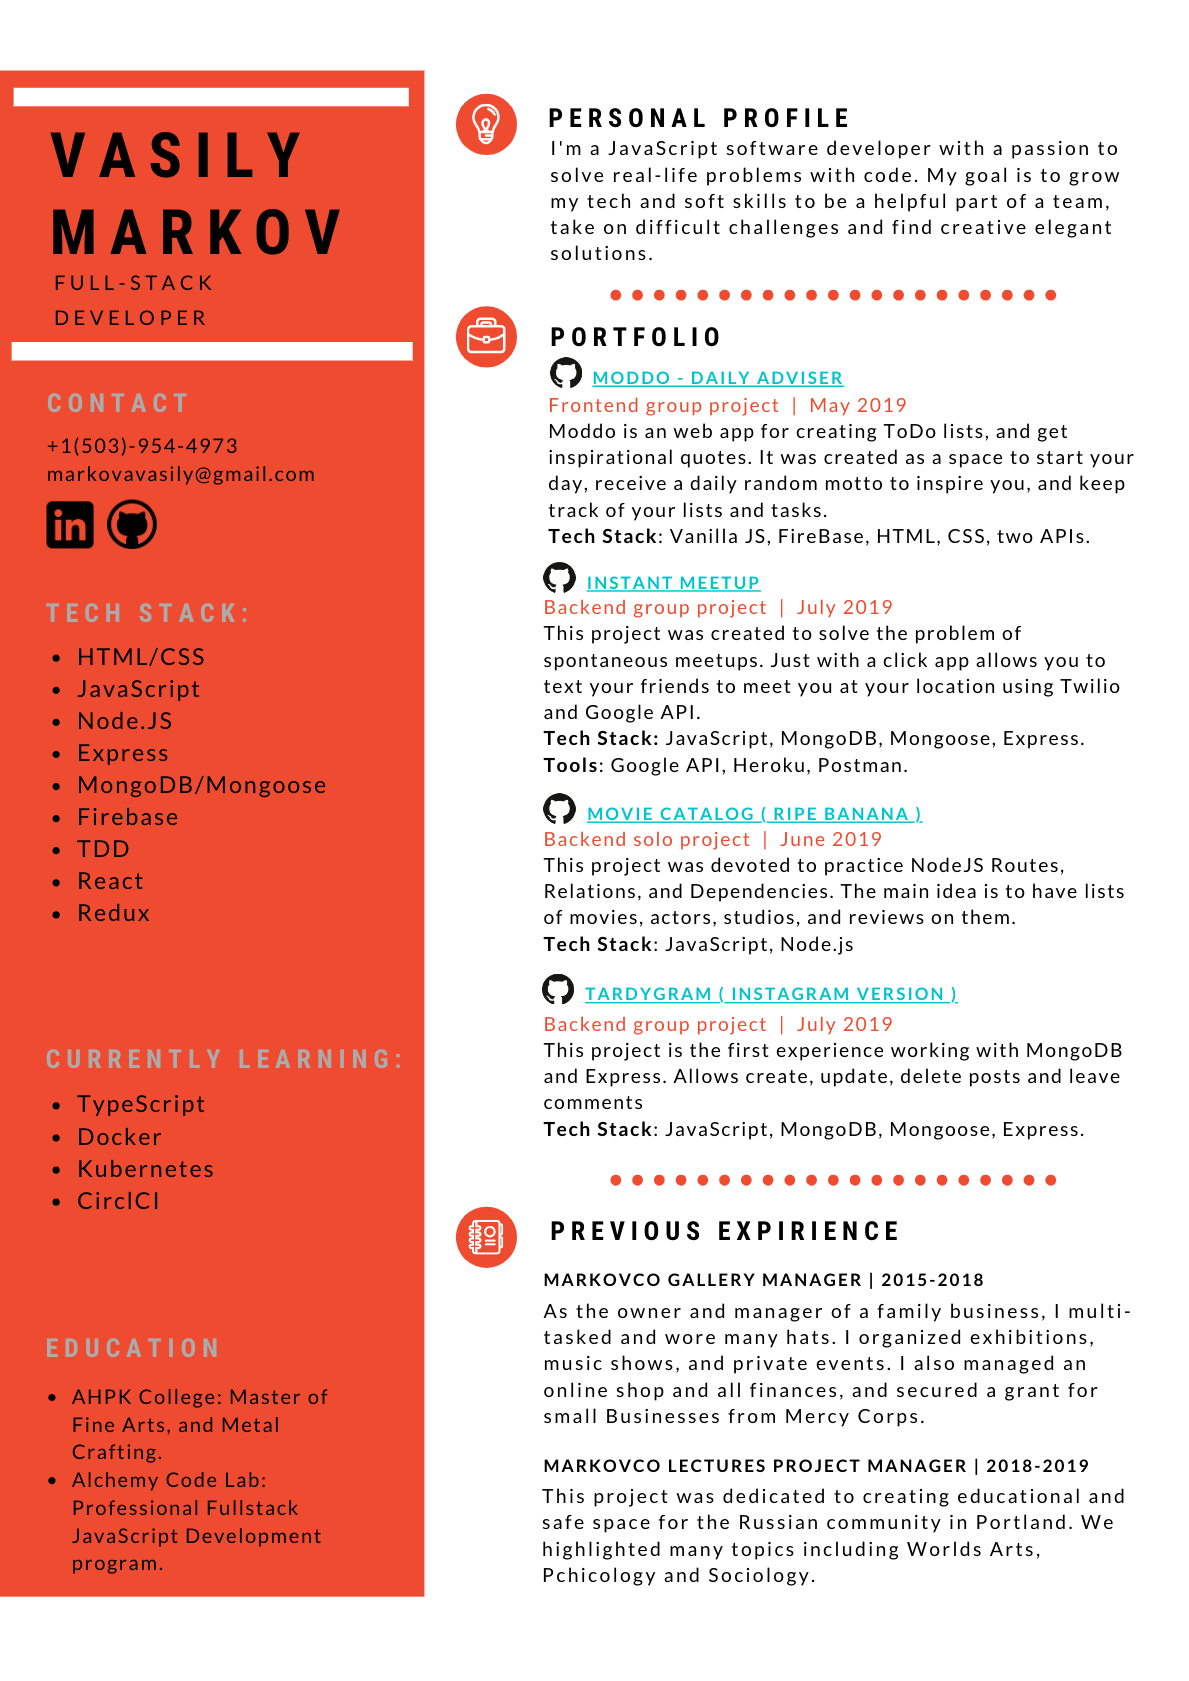 VASILY
MARKOV
FULL-STACK
DEVELOPER
CONTACT
+1(503)-954-4973
markovavasily@gmail.com
in
TECH STACK:
• HTML/CSS
• JavaScript
• Node.JS
• Express
• MongoDB/Mongoose
• Firebase
• TDD
• React
• Redux
CURRENTLY LEARNING:
• TypeScript
• Docker
• Kubernetes
• CirclCI
EDUCATION
• AHPK College: Master of
Fine Arts, and Metal
Crafting.
• Alchemy Code Lab:
Professional Fullstack
JavaScript Development
program.
PERSONAL PROFILE
I'm a JavaScript software developer with a passion to
solve real-life problems with code. My goal is to grow
my tech and soft skills to be a helpful part of a team,
take on difficult challenges and find creative elegant
solutions.
PORTFOLIO
MODDO - DAILY ADVISER
Frontend group project | May 2019
Moddo is an web app for creating ToDo lists, and get
inspirational quotes. It was created as a space to start your
day, receive a daily random motto to inspire you, and keep
track of your lists and tasks.
Tech Stack: Vanilla JS, FireBase, HTML, CSS, two APIs.
INSTANT MEETUP
Backend group project | July 2019
This project was created to solve the problem of
spontaneous meetups. Just with a click app allows you to
text your friends to meet you at your location using Twilio
and Google API.
Tech Stack: JavaScript, MongoDB, Mongoose, Express.
Tools: Google API, Heroku, Postman.
MOVIE CATALOG ( RIPE BANANA )
Backend solo project | June 2019
This project was devoted to practice NodeJS Routes,
Relations, and Dependencies. The main idea is to have lists
of movies, actors, studios, and reviews on them.
Tech Stack: JavaScript, Node.js
TARDYGRAM ( INSTAGRAM VERSION )
Backend group project | July 2019
This project is the first experience working with MongoDB
and Express. Allows create, update, delete posts and leave
comments
Tech Stack: JavaScript, MongoDB, Mongoose, Express.
PREVIOUS EXPIRIENCE
MARKOVCO GALLERY MANAGER | 2015-2018
As the owner and manager of a family business, I multi-
tasked and wore many hats. I organized exhibitions,
music shows, and private events. I also managed an
online shop and all finances, and secured a grant for
small Businesses from Mercy Corps.
MARKOVCO LECTURES PROJECT MANAGER | 2018-2019
This project was dedicated to creating educational and
safe space for the Russian community in Portland. We
highlighted many topics including Worlds Arts,
Pchicology and Sociology.